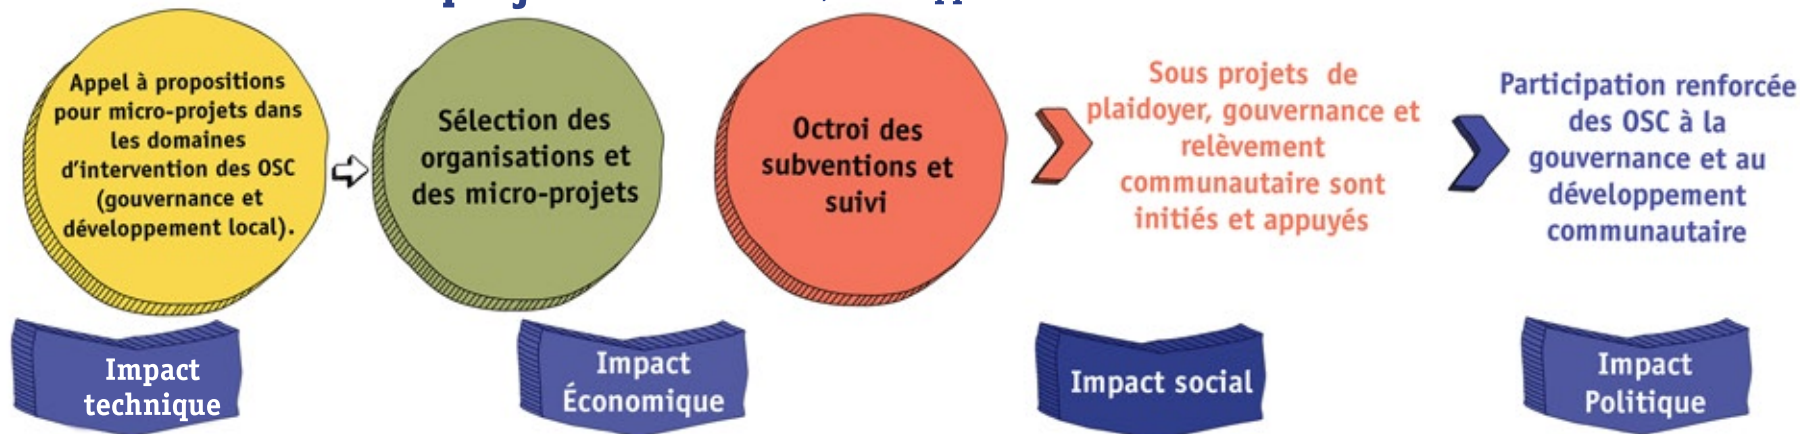 Appel à propositions
pour micro-projets dans
les domaines
d'intervention des OSC
(gouvernance et
développement local).
Sélection des
organisations et
des micro-projets
Octroi des
subventions et
suivi
Sous projets de
plaidoyer, gouvernance et
relèvement
communautaire sont
initiés et appuyés
Participation renforcée
des OSC à la
gouvernance et au
développement
communautaire
Impact
technique
Impact
Économique
Impact social
Impact
Politique